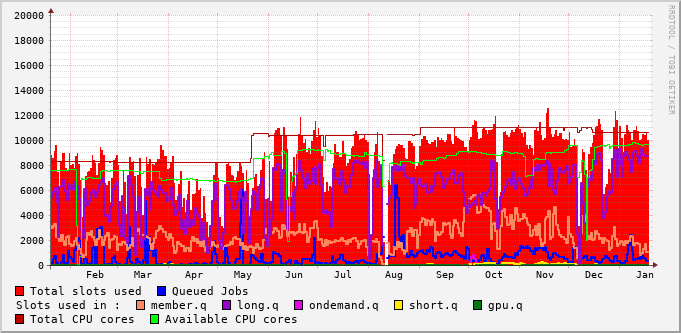 RRDTOOL / TOBI OETIKER
20000
18000
16000
14000
12000
10000
8000
6000
4000
2000
0
Feb Mar Apr May Jun Jul Aug Sep Oct Nov Dec Jan
Total slots used Queued Jobs
Slots used in : member.q long.q ondemand.q short.q gpu.q
Total CPU cores Available CPU cores